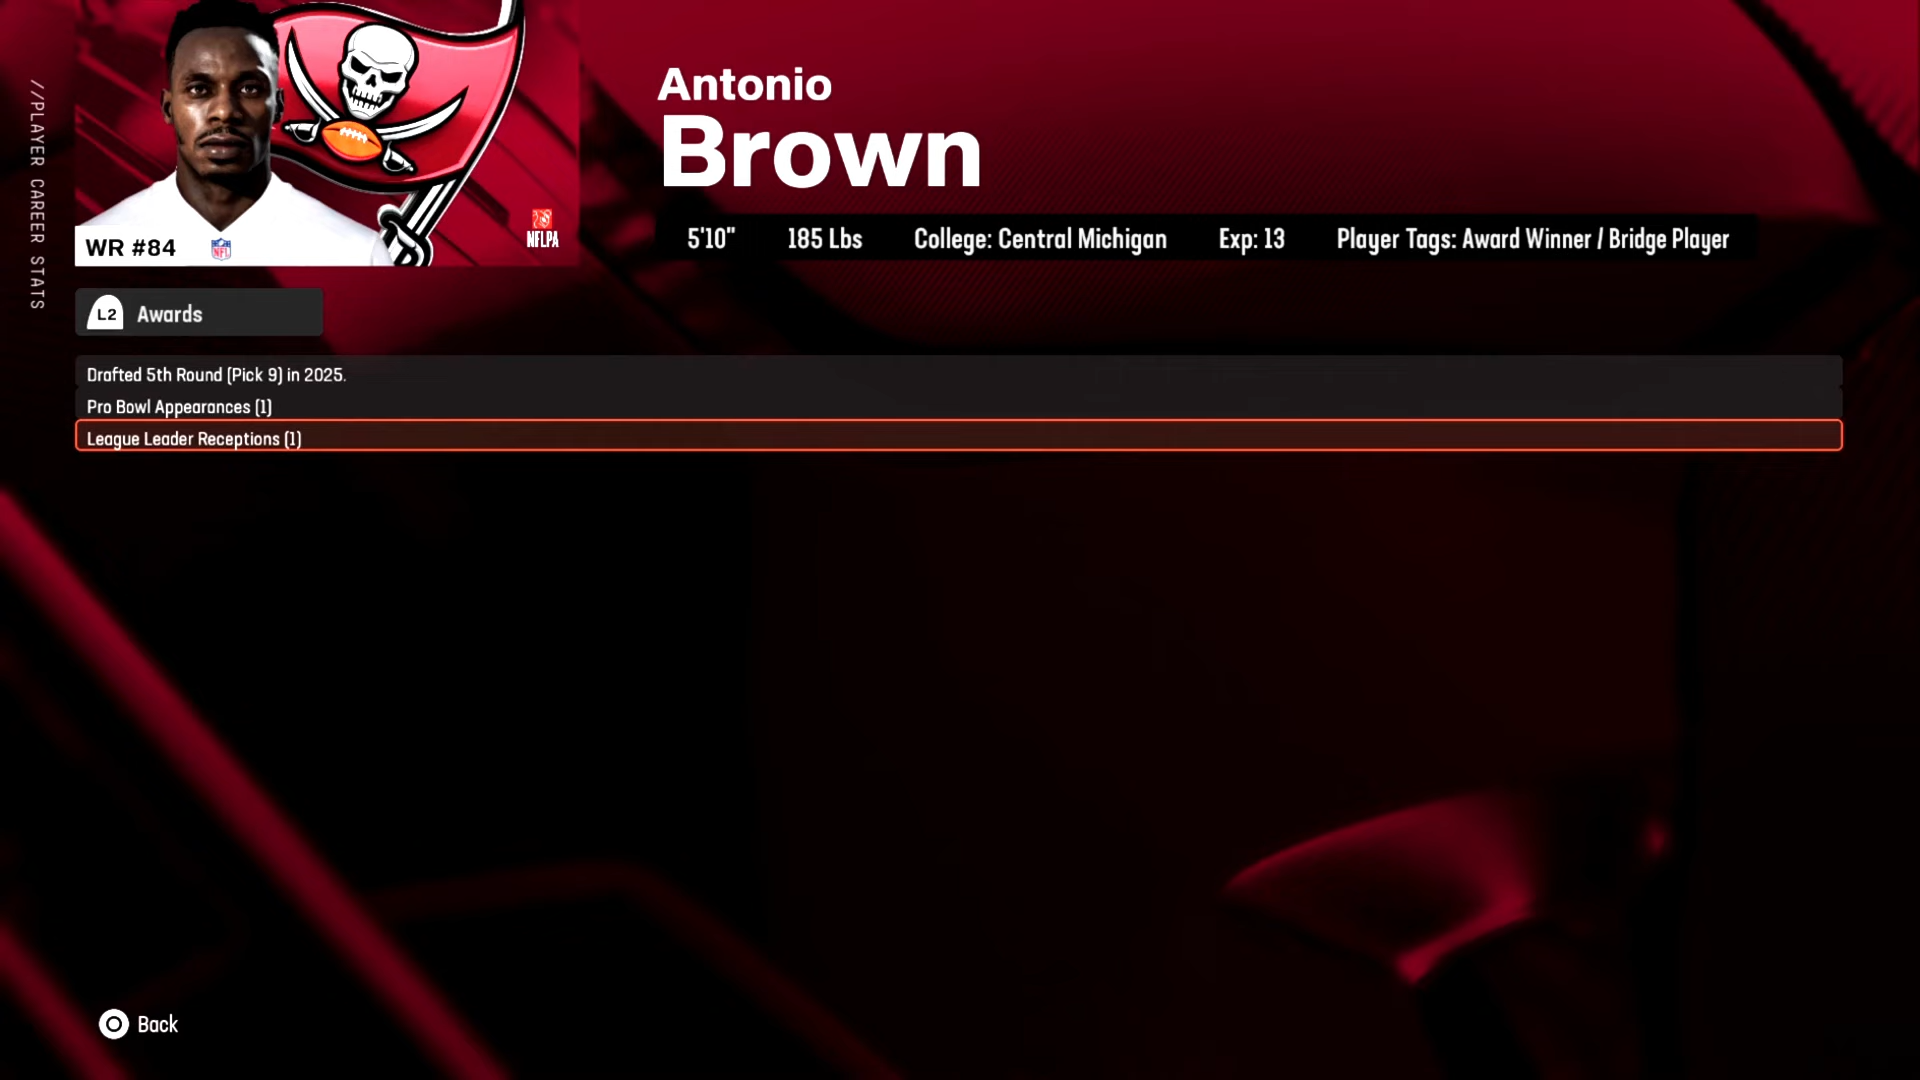 //PLAYER CAREER STATS
Antonio
Brown
WR #84
NFL
NFLPA
5'10" 185 Lbs College: Central Michigan Exp: 13 Player Tags: Award Winner / Bridge Player
L2 Awards
Drafted 5th Round (Pick 9) in 2025.
Pro Bowl Appearances (1)
League Leader Receptions (1)
Back